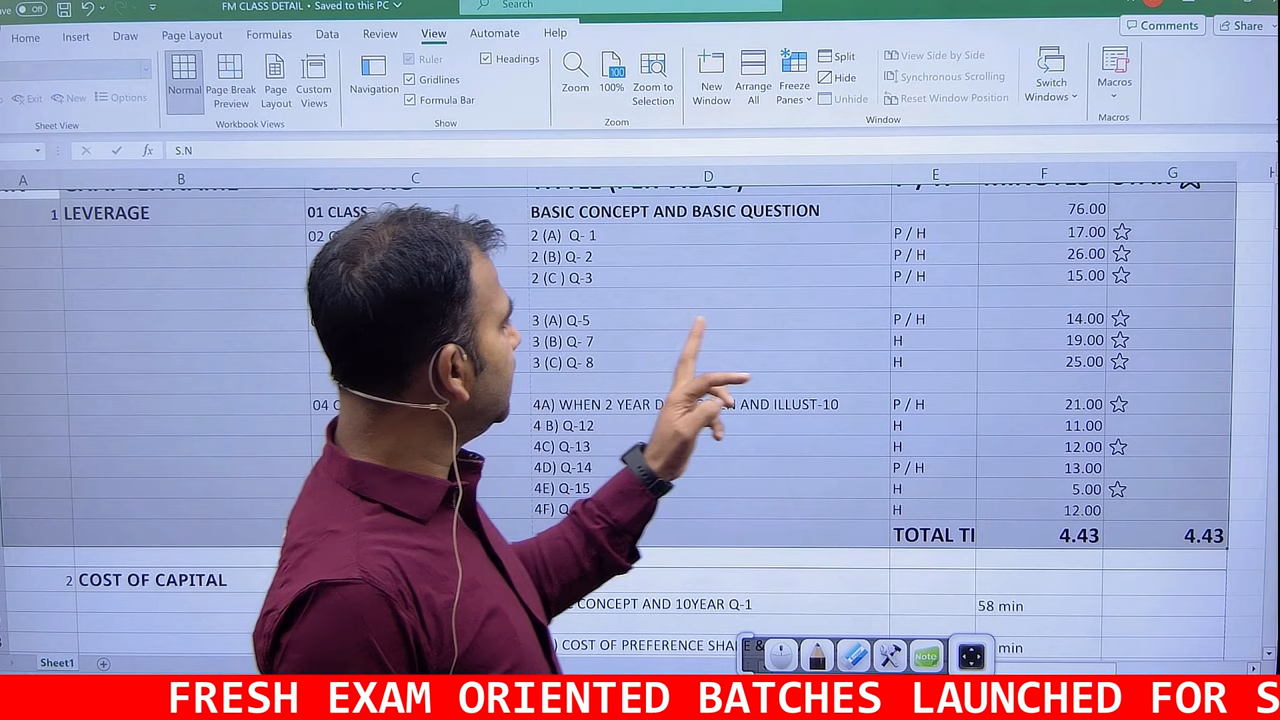 Off FM CLASS DETAIL • Saved to this PC Search
Home Insert Draw Page Layout Formulas Data Review View Automate Help Comments Share
Exit New Options
Sheet View
Normal Page Break Preview Page Layout Custom Views
Workbook Views
Navigation Ruler Gridlines Formula Bar Headings
Show
Zoom 100% Zoom to Selection
Zoom
New Window Arrange All Freeze Panes Split Hide Unhide View Side by Side Synchronous Scrolling Reset Window Position Switch Windows
Window
Macros
Macros
fx S.N
A B C D E F G
1 LEVERAGE 01 CLASS BASIC CONCEPT AND BASIC QUESTION 76.00
02 2 (A) Q- 1 P / H 17.00
2 (B) Q- 2 P / H 26.00
2 (C ) Q-3 P / H 15.00
3 (A) Q-5 P / H 14.00
3 (B) Q- 7 H 19.00
3 (C) Q- 8 H 25.00
04 4A) WHEN 2 YEAR AND ILLUST-10 P / H 21.00
4 B) Q-12 H 11.00
4C) Q-13 H 12.00
4D) Q-14 P / H 13.00
4E) Q-15 H 5.00
4F) H 12.00
TOTAL TI 4.43 4.43
2 COST OF CAPITAL
CONCEPT AND 10YEAR Q-1 58 min
) COST OF PREFERENCE SHARE & min
Note
Sheet1
FRESH EXAM ORIENTED BATCHES LAUNCHED FOR S